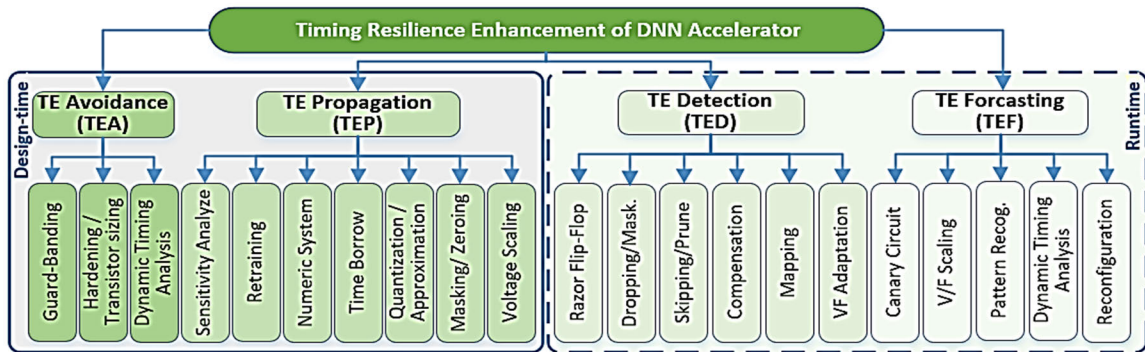 Timing Resilience Enhancement of DNN Accelerator
Design-time
TE Avoidance
(TEA)
TE Propagation
(TEP)
TE Detection
(TED)
TE Forcasting
(TEF)
Runtime
Guard-Banding
Hardening /
Transistor sizing
Dynamic Timing
Analysis
Sensitivity Analyze
Retraining
Numeric System
Time Borrow
Quantization /
Approximation
Masking/ Zeroing
Voltage Scaling
Razor Flip-Flop
Dropping/Mask.
Skipping/Prune
Compensation
Mapping
VF Adaptation
Canary Circuit
V/F Scaling
Pattern Recog.
Dynamic Timing
Analysis
Reconfiguration